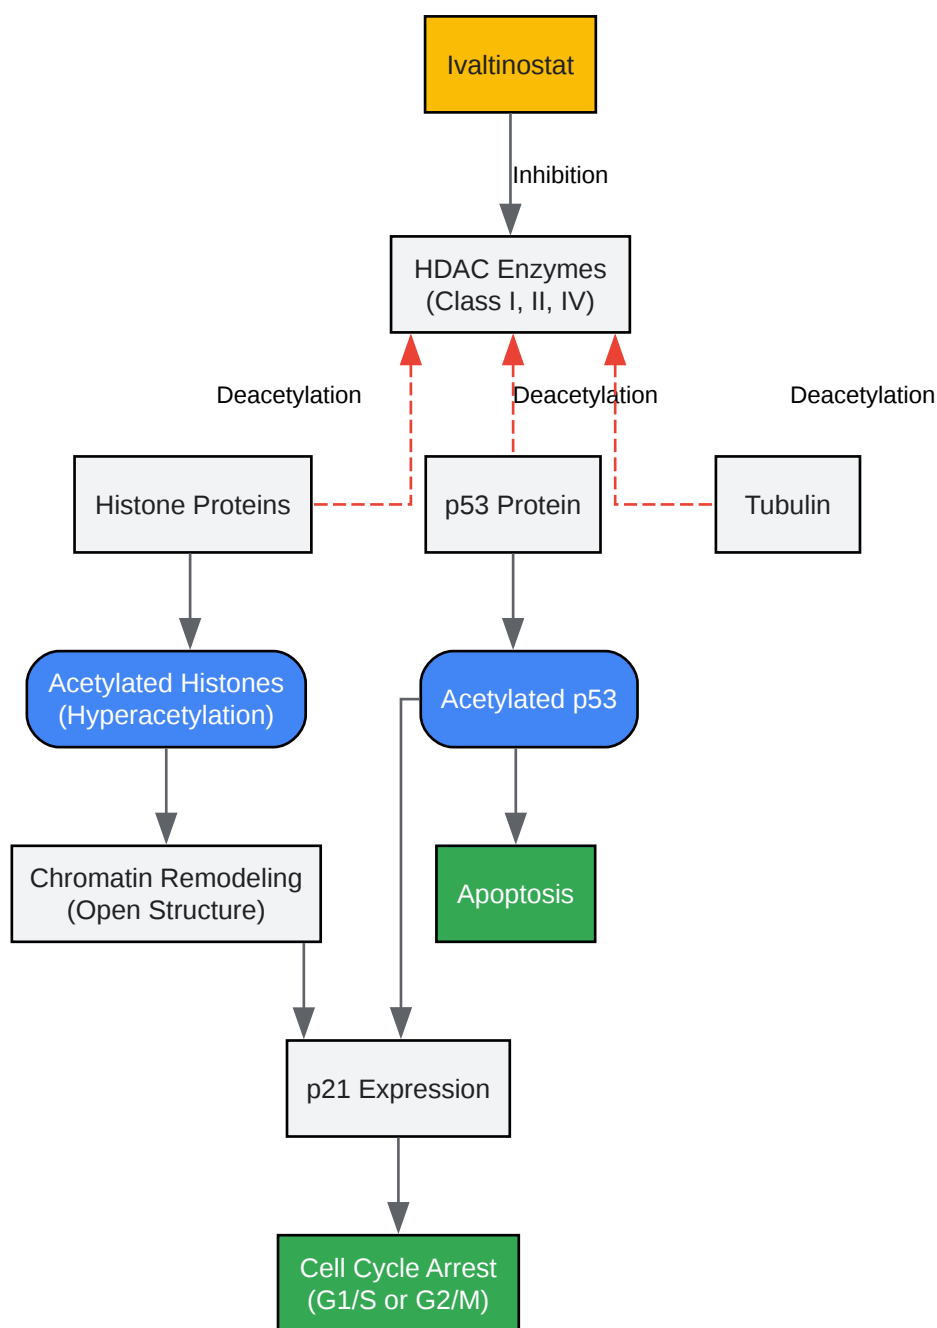 Ivaltinostat
Inhibition
HDAC Enzymes
(Class I, II, IV)
Deacetylation
Deacetylation
Deacetylation
Histone Proteins
p53 Protein
Tubulin
Acetylated Histones
(Hyperacetylation)
Acetylated p53
Chromatin Remodeling
(Open Structure)
Apoptosis
p21 Expression
Cell Cycle Arrest
(G1/S or G2/M)